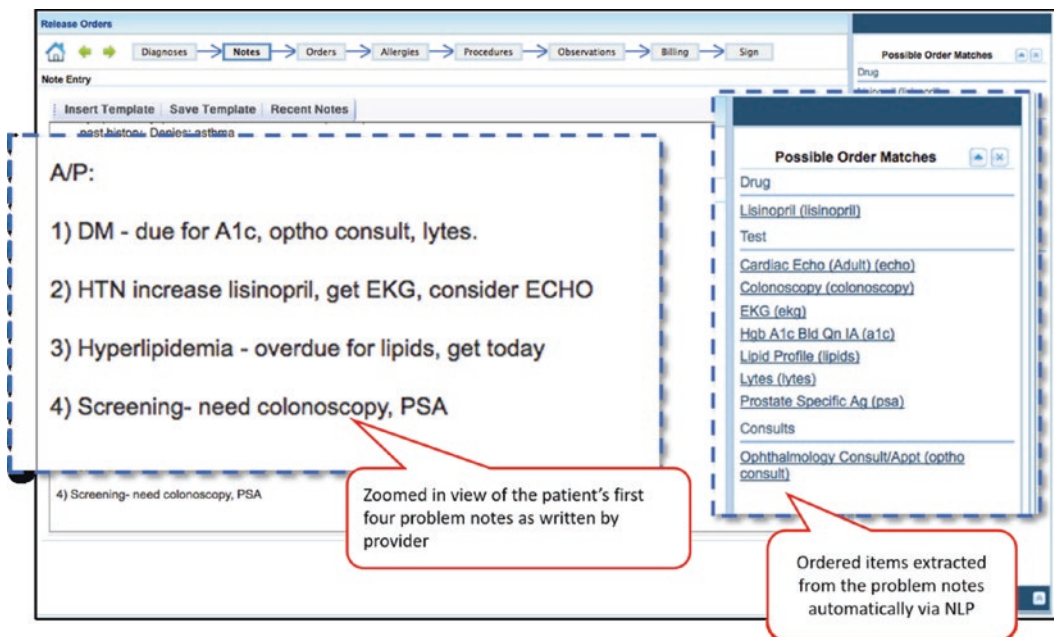 Release Orders
Diagnoses Notes Orders Allergies Procedures Observations Billing Sign
Note Entry
Insert Template Save Template Recent Notes
past history. Denies: asthma
A/P:
1) DM - due for A1c, optho consult, lytes.
2) HTN increase lisinopril, get EKG, consider ECHO
3) Hyperlipidemia - overdue for lipids, get today
4) Screening- need colonoscopy, PSA
4) Screening- need colonoscopy, PSA
Zoomed in view of the patient's first
four problem notes as written by
provider
Possible Order Matches
Drug
Possible Order Matches
Drug
Lisinopril (lisinopril)
Test
Cardiac Echo (Adult) (echo)
Colonoscopy (colonoscopy)
EKG (ekg)
Hgb A1c Bld Qn IA (a1c)
Lipid Profile (lipids)
Lytes (lytes)
Prostate Specific Ag (psa)
Consults
Ophthalmology Consult/Appt (optho
consult)
Ordered items extracted
from the problem notes
automatically via NLP